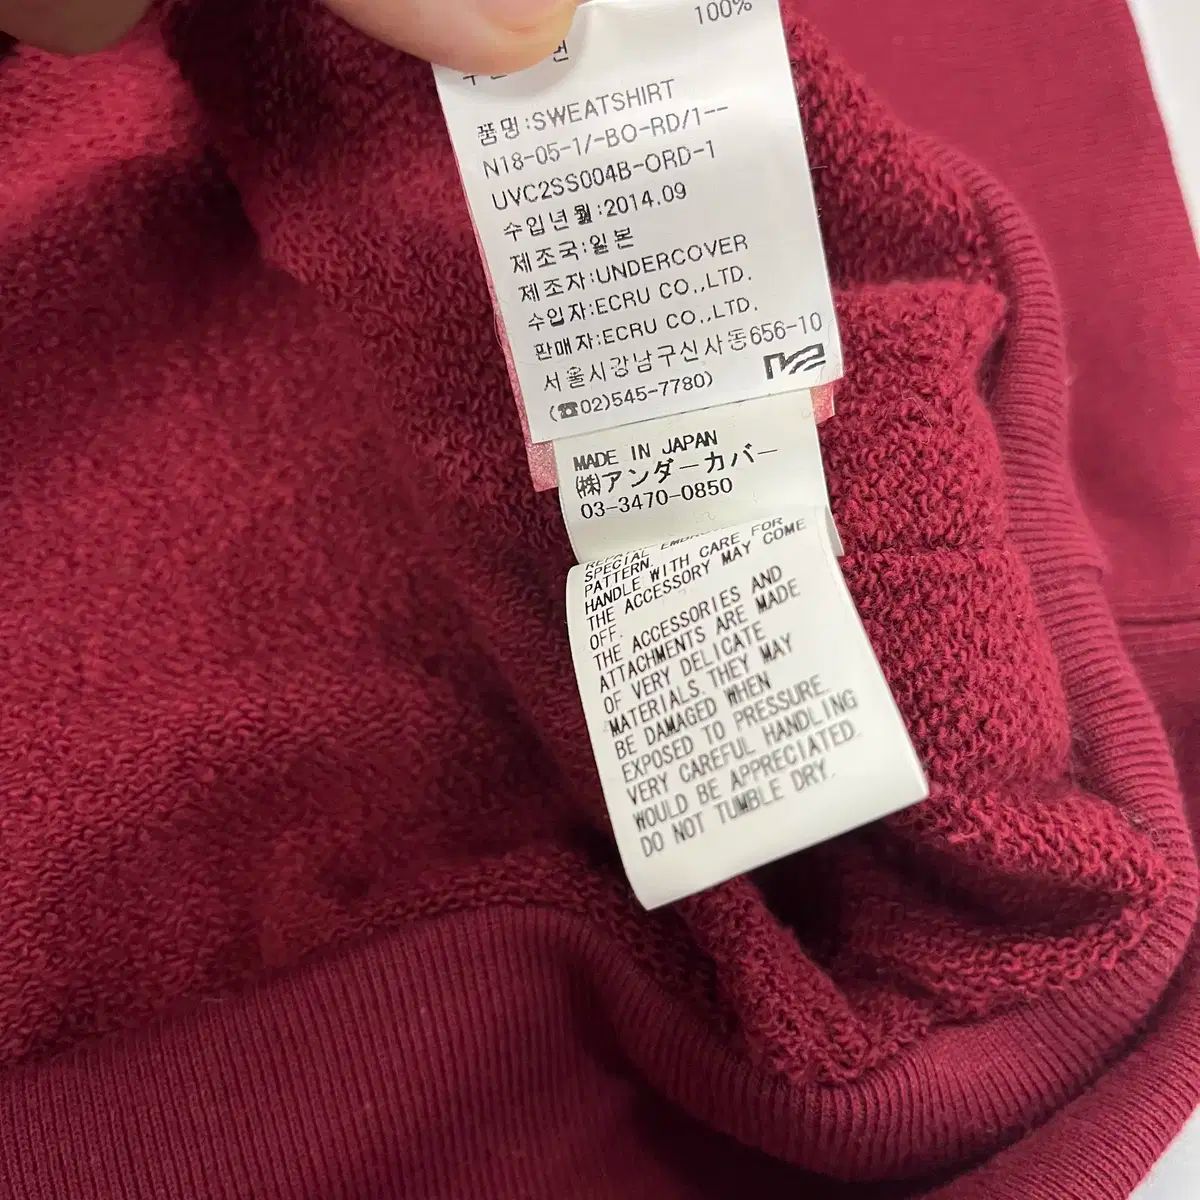 100%
품명:SWEATSHIRT
N18-05-1/-BO-RD/1--
UVC2SS004B-ORD-1
수입년월:2014.09
제조국:일본
제조자:UNDERCOVER
수입자:ECRU CO.,LTD.
판매자:ECRU CO.,LTD.
서울시강남구신사동656-10
(☎02)545-7780)
MADE IN JAPAN
㈱アンダーカバー
03-3470-0850
SPECIAL
PATTERN.
HANDLE WITH CARE FOR
THE ACCESSORY MAY COME
OFF.
THE ACCESSORIES AND
ATTACHMENTS ARE MADE
OF VERY DELICATE
MATERIALS. THEY MAY
BE DAMAGED WHEN
EXPOSED TO PRESSURE.
VERY CAREFUL HANDLING
WOULD BE APPRECIATED.
DO NOT TUMBLE DRY.